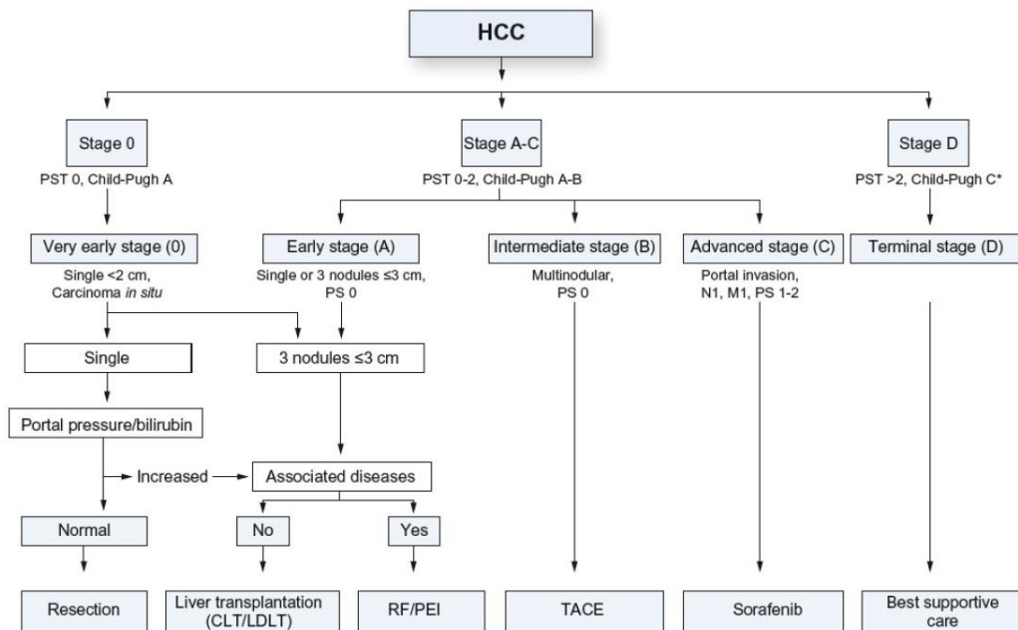 HCC
Stage 0
Stage A-C
Stage D
PST 0, Child-Pugh A
PST 0-2, Child-Pugh A-B
PST >2, Child-Pugh C*
Very early stage (0)
Early stage (A)
Intermediate stage (B)
Advanced stage (C)
Terminal stage (D)
Single <2 cm,
Carcinoma in situ
Single or 3 nodules ≤3 cm,
PS 0
Multinodular,
PS 0
Portal invasion,
N1, M1, PS 1-2
Single
3 nodules ≤3 cm
Portal pressure/bilirubin
Increased
Associated diseases
Normal
No
Yes
Resection
Liver transplantation
(CLT/LDLT)
RF/PEI
TACE
Sorafenib
Best supportive
care